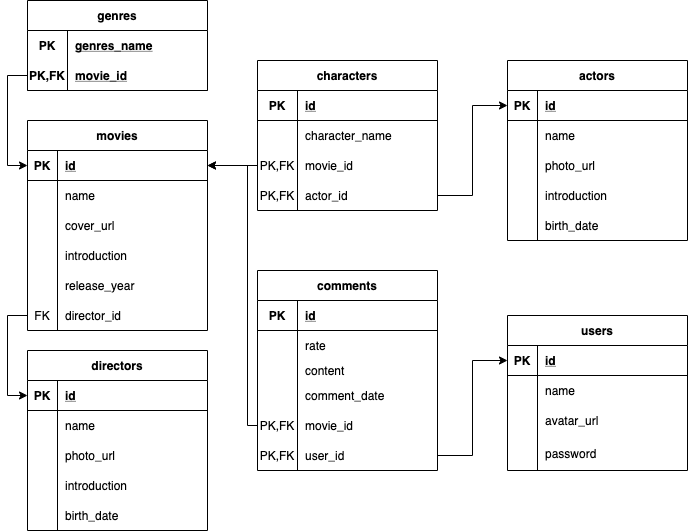 genres
PK genres_name
PK,FK movie_id
movies
PK id
name
cover_url
introduction
release_year
FK director_id
directors
PK id
name
photo_url
introduction
birth_date
characters
PK id
character_name
PK,FK movie_id
PK,FK actor_id
comments
PK id
rate
content
comment_date
PK,FK movie_id
PK,FK user_id
actors
PK id
name
photo_url
introduction
birth_date
users
PK id
name
avatar_url
password